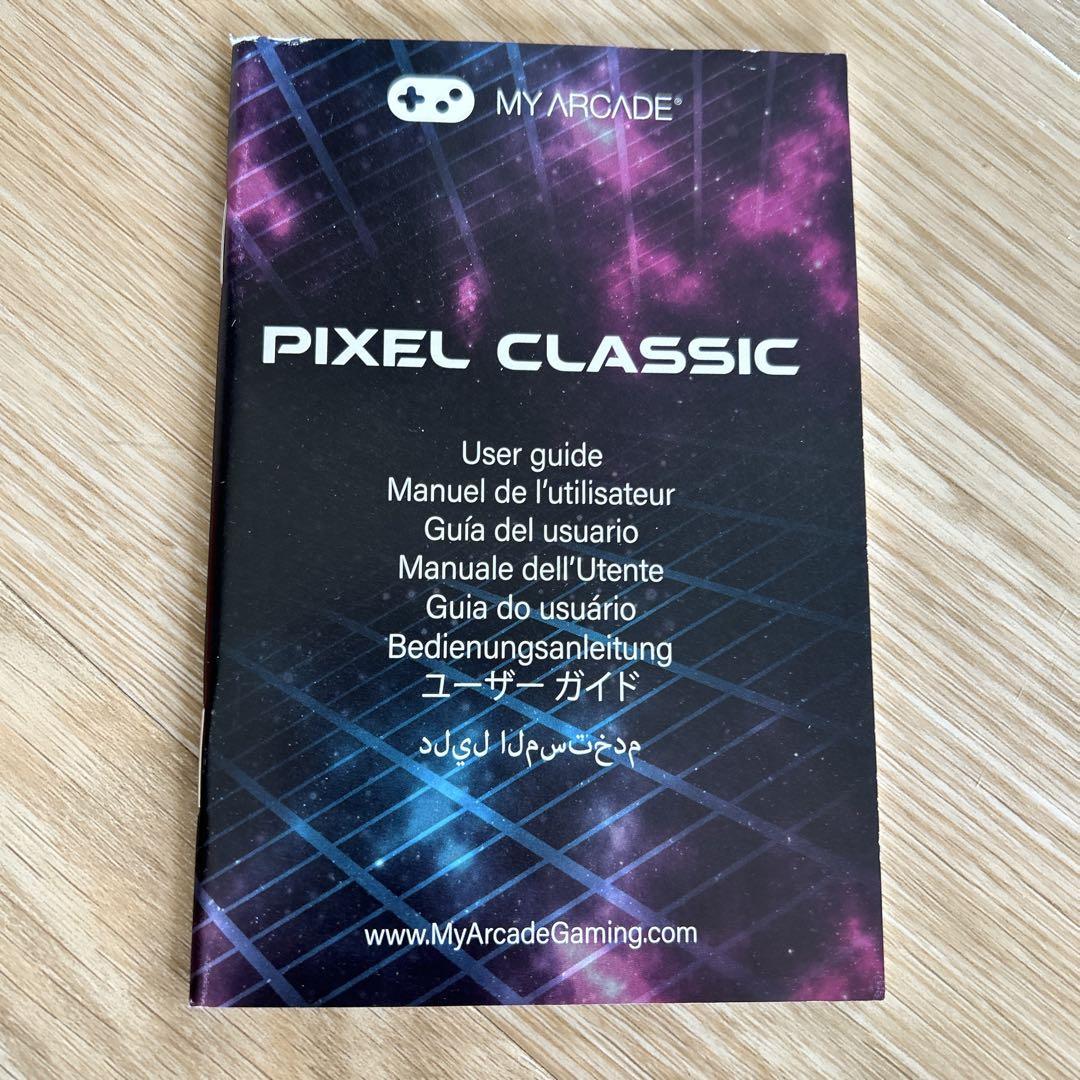 MY ARCADE®
PIXEL CLASSIC
User guide
Manuel de l'utilisateur
Guía del usuario
Manuale dell'Utente
Guia do usuário
Bedienungsanleitung
ユーザー ガイド
دليل المستخدم
www.MyArcadeGaming.com